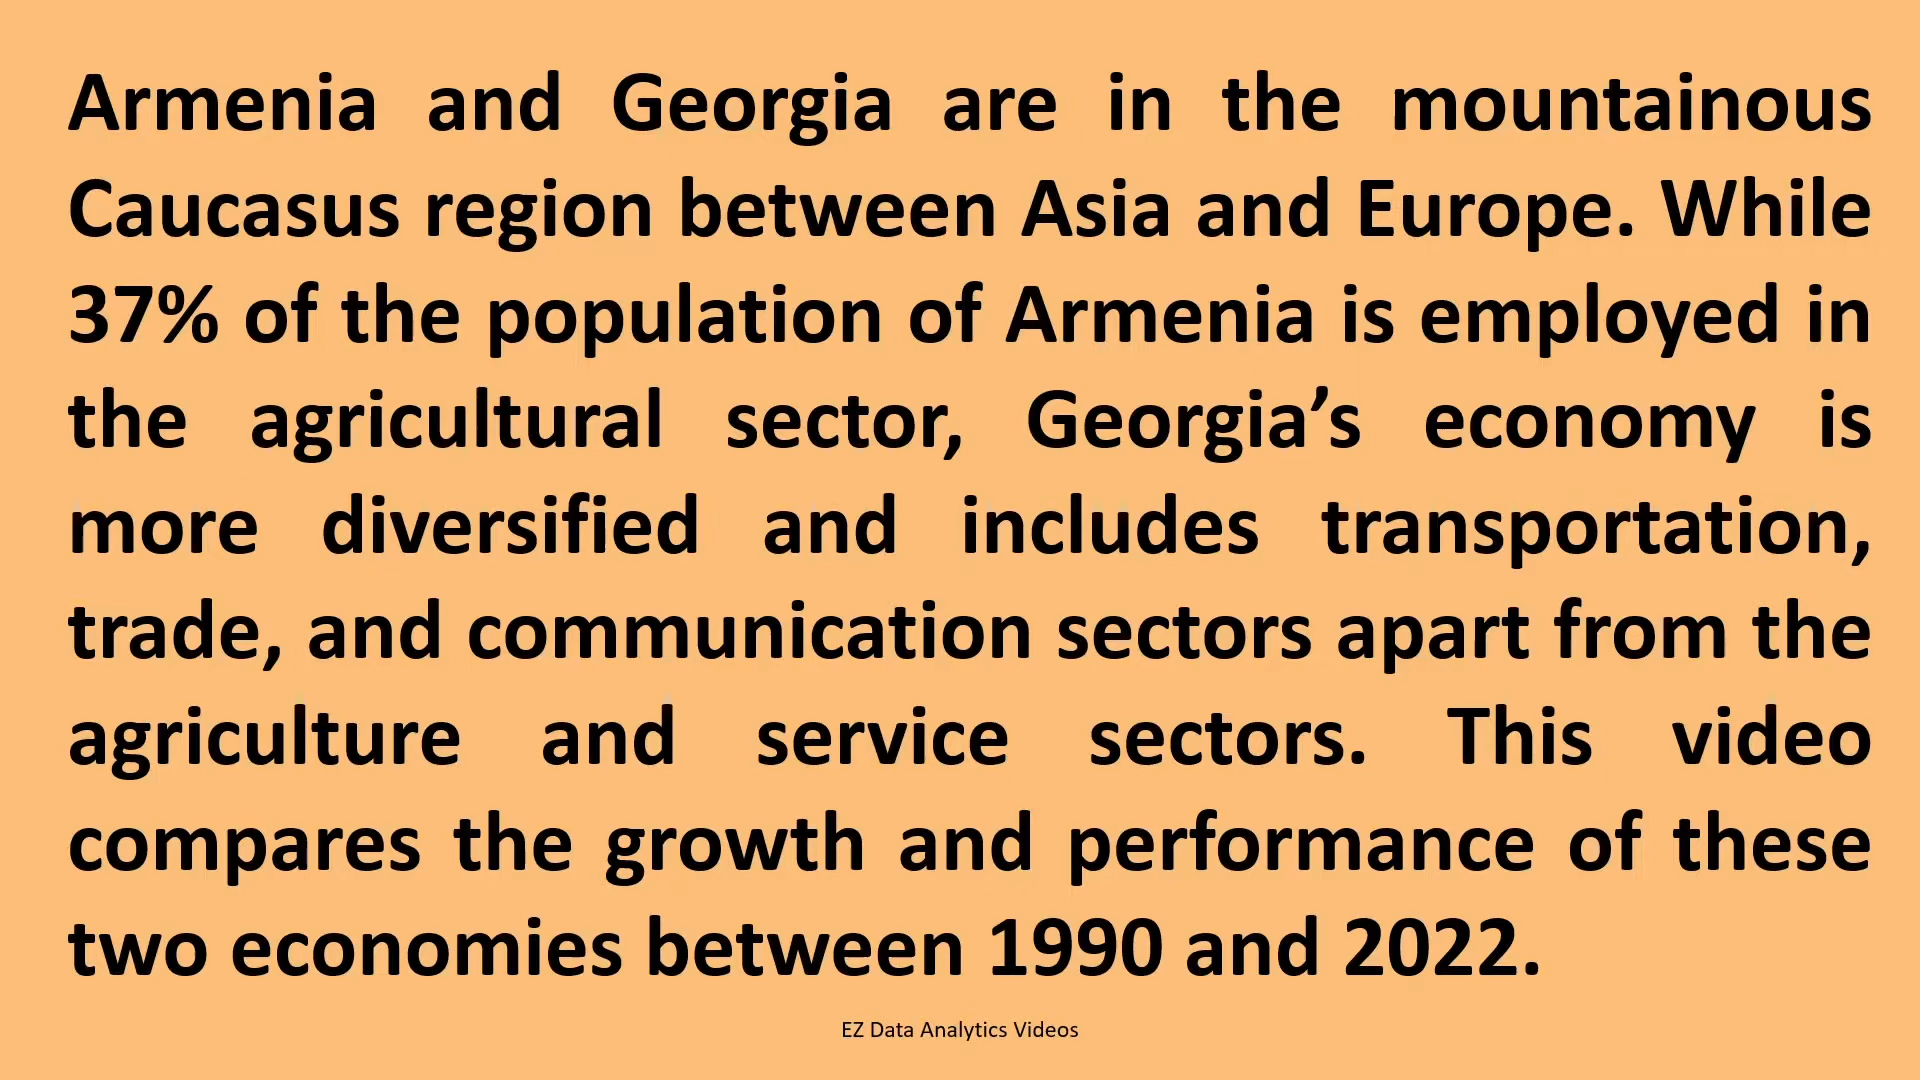 Armenia and Georgia are in the mountainous
Caucasus region between Asia and Europe. While
37% of the population of Armenia is employed in
the agricultural sector, Georgia’s economy is
more diversified and includes transportation,
trade, and communication sectors apart from the
agriculture and service sectors. This video
compares the growth and performance of these
two economies between 1990 and 2022.
EZ Data Analytics Videos